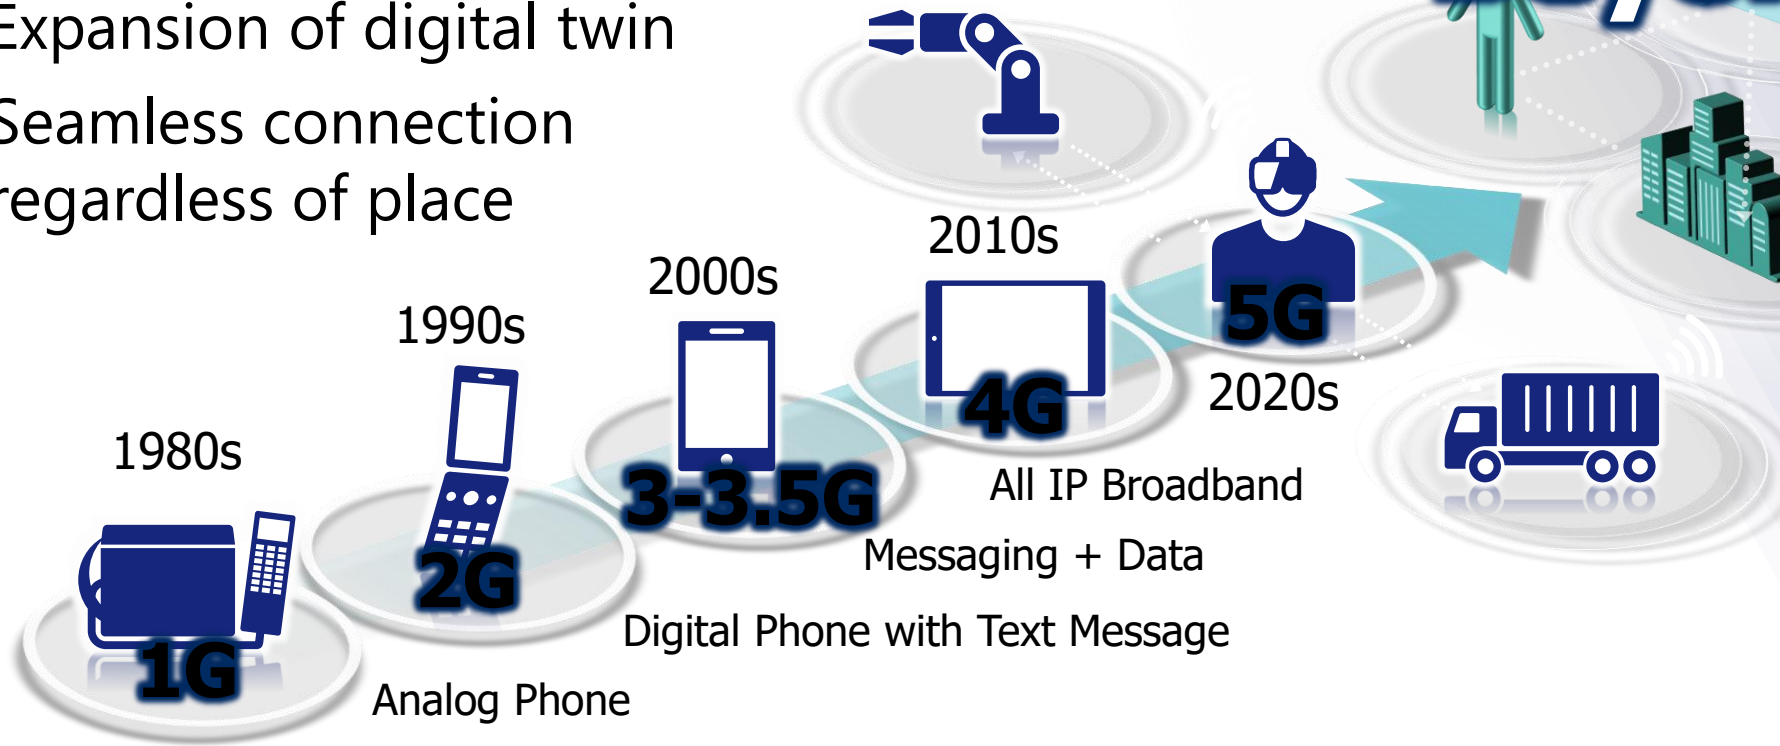 Expansion of digital twin
Seamless connection
regardless of place
2010s
2000s
1990s
5G
2020s
4G
1980s
All IP Broadband
3-3.5G
Messaging + Data
2G
Digital Phone with Text Message
1G
Analog Phone